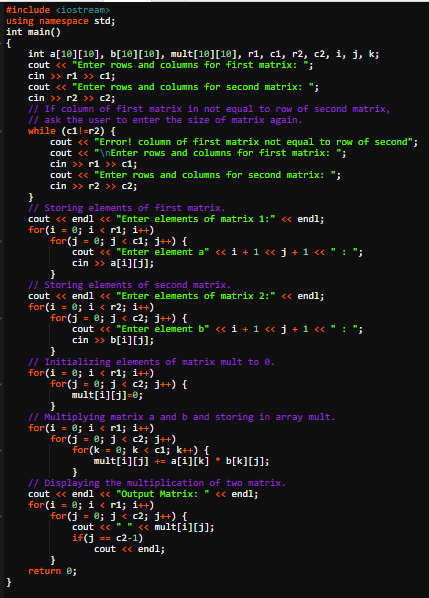 #include <iostream>
using namespace std;
int main()
{
    int a[10][10], b[10][10], mult[10][10], r1, c1, r2, c2, i, j, k;
    cout << "Enter rows and columns for first matrix: ";
    cin >> r1 >> c1;
    cout << "Enter rows and columns for second matrix: ";
    cin >> r2 >> c2;
    // If column of first matrix in not equal to row of second matrix,
    // ask the user to enter the size of matrix again.
    while (c1!=r2) {
        cout << "Error! column of first matrix not equal to row of second";
        cout << "\nEnter rows and columns for first matrix: ";
        cin >> r1 >> c1;
        cout << "Enter rows and columns for second matrix: ";
        cin >> r2 >> c2;
    }
    // Storing elements of first matrix.
    cout << endl << "Enter elements of matrix 1:" << endl;
    for(i = 0; i < r1; i++)
        for(j = 0; j < c1; j++) {
            cout << "Enter element a" << i + 1 << j + 1 << " : ";
            cin >> a[i][j];
        }
    // Storing elements of second matrix.
    cout << endl << "Enter elements of matrix 2:" << endl;
    for(i = 0; i < r2; i++)
        for(j = 0; j < c2; j++) {
            cout << "Enter element b" << i + 1 << j + 1 << " : ";
            cin >> b[i][j];
        }
    // Initializing elements of matrix mult to 0.
    for(i = 0; i < r1; i++)
        for(j = 0; j < c2; j++) {
            mult[i][j]=0;
        }
    // Multiplying matrix a and b and storing in array mult.
    for(i = 0; i < r1; i++)
        for(j = 0; j < c2; j++)
            for(k = 0; k < c1; k++) {
                mult[i][j] += a[i][k] * b[k][j];
            }
    // Displaying the multiplication of two matrix.
    cout << endl << "Output Matrix: " << endl;
    for(i = 0; i < r1; i++)
        for(j = 0; j < c2; j++) {
            cout << " " << mult[i][j];
            if(j == c2-1)
                cout << endl;
        }
    return 0;
}